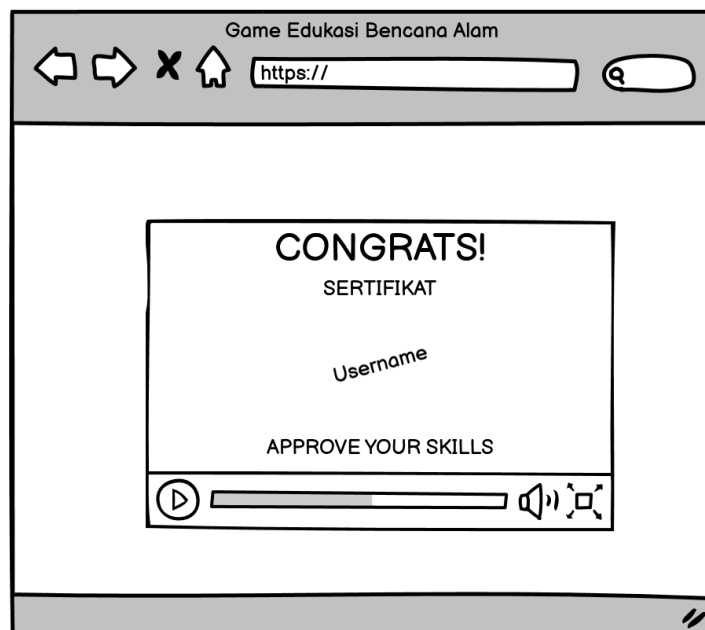 Game Edukasi Bencana Alam
https://
CONGRATS!
SERTIFIKAT
Username
APPROVE YOUR SKILLS